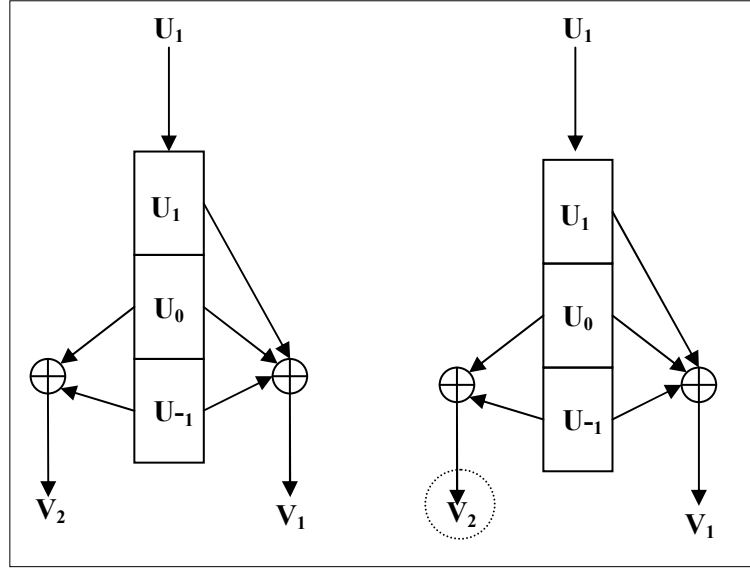 U₁ U₁
U₁ U₁
U₀ U₀
U-₁ U-₁
V₂ V₁ V₂ V₁